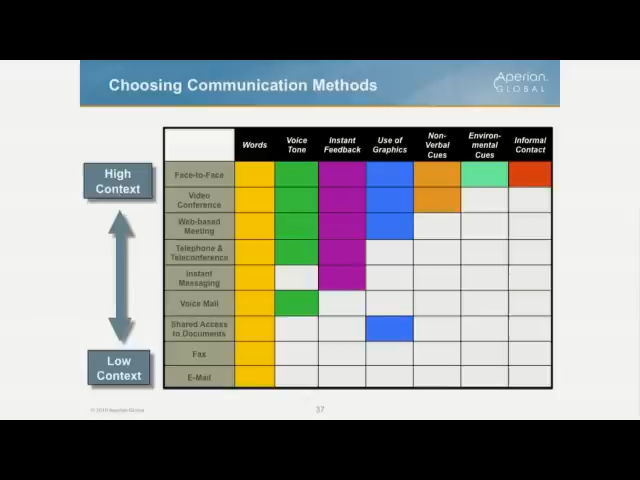 Choosing Communication Methods
Aperian
GLOBAL
Words
Voice
Tone
Instant
Feedback
Use of
Graphics
Non-
Verbal
Cues
Environ-
mental
Cues
Informal
Contact
High
Context
Face-to-Face
Video
Conference
Web-based
Meeting
Telephone &
Teleconference
Instant
Messaging
Voice Mail
Shared Access
to Documents
Fax
E-Mail
Low
Context
Aperian Global
37